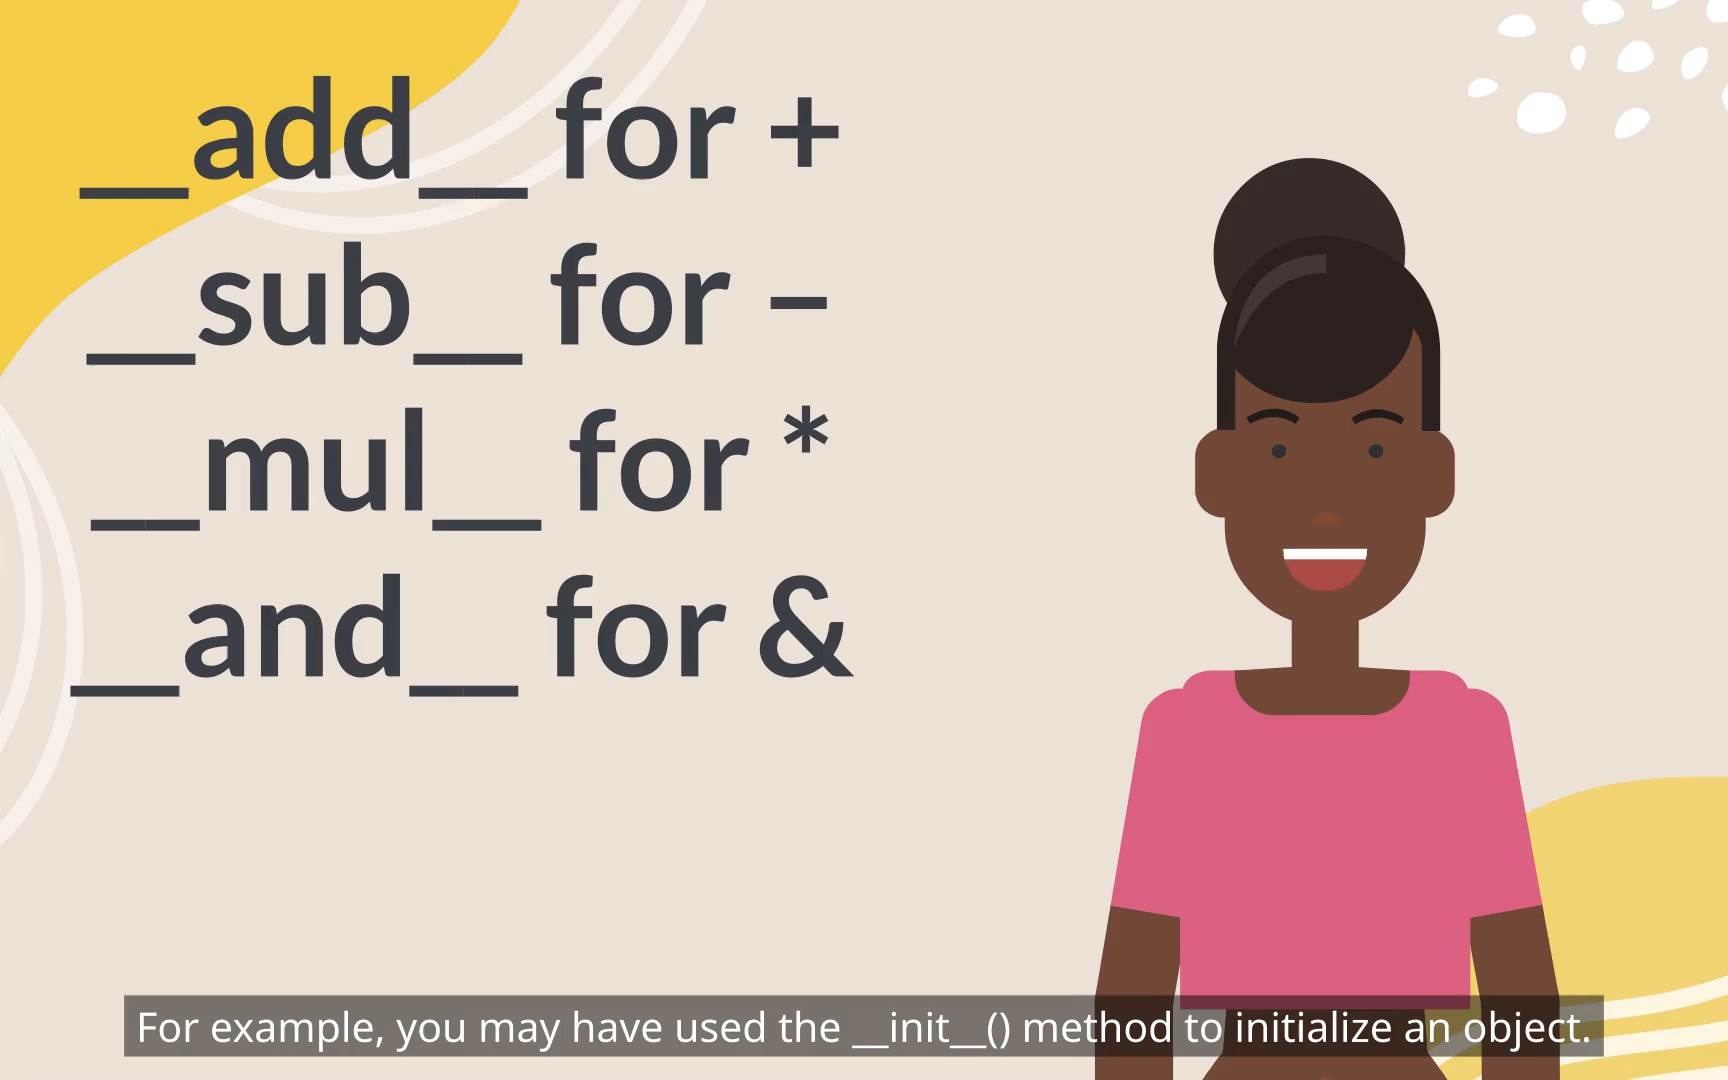 __add__ for +
__sub__ for –
__mul__ for *
__and__ for &
For example, you may have used the __init__() method to initialize an object.